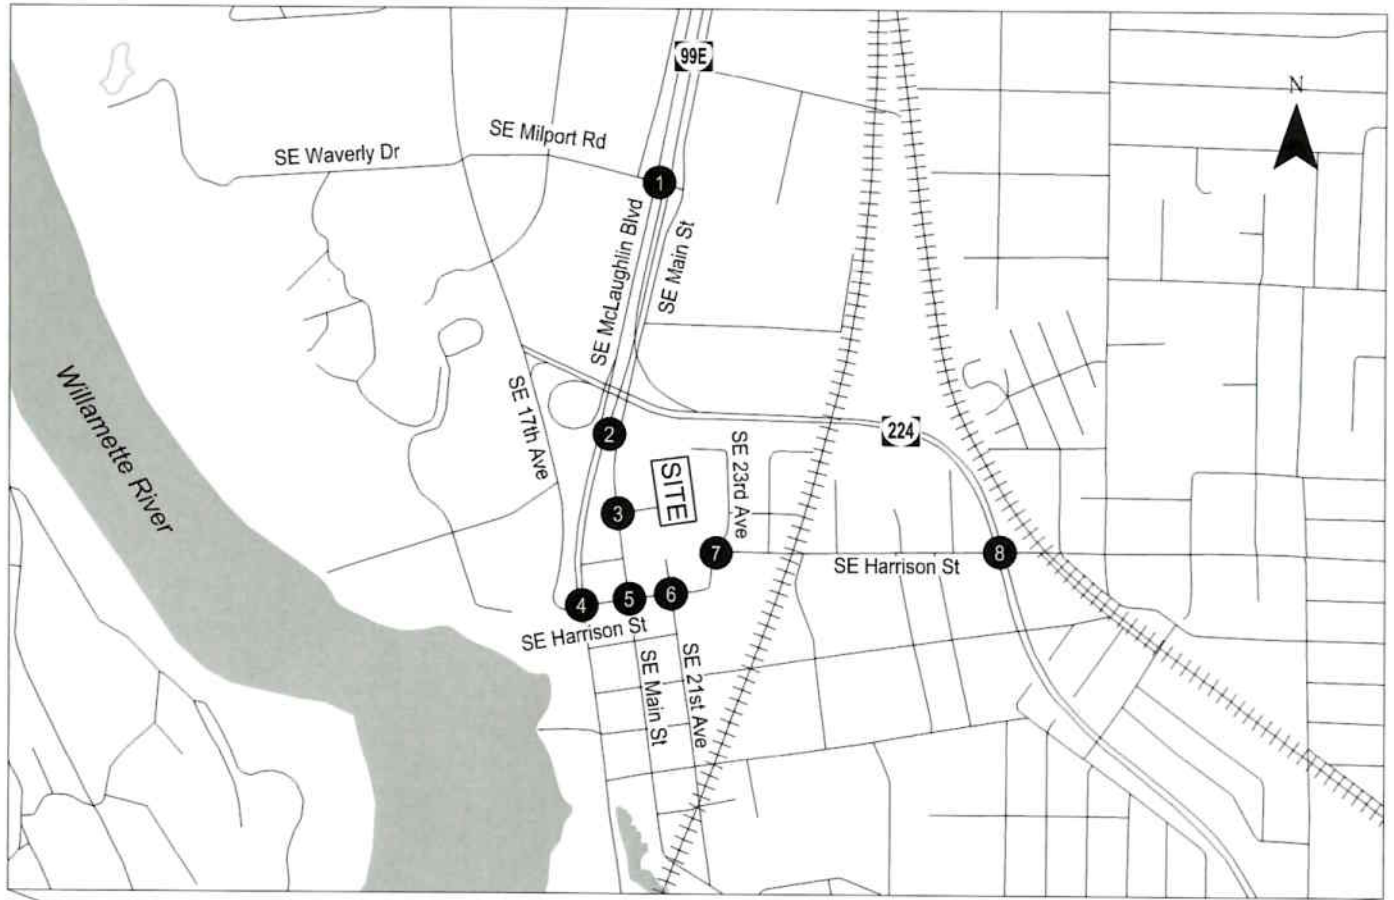 99E
N
SE Milport Rd
SE Waverly Dr
1
SE McLaughlin Blvd
SE Main St
Willamette River
SE 17th Ave
2
224
SITE
SE 23rd Ave
3
7
8
SE Harrison St
4
5
6
SE Harrison St
SE Main St
SE 21st Ave